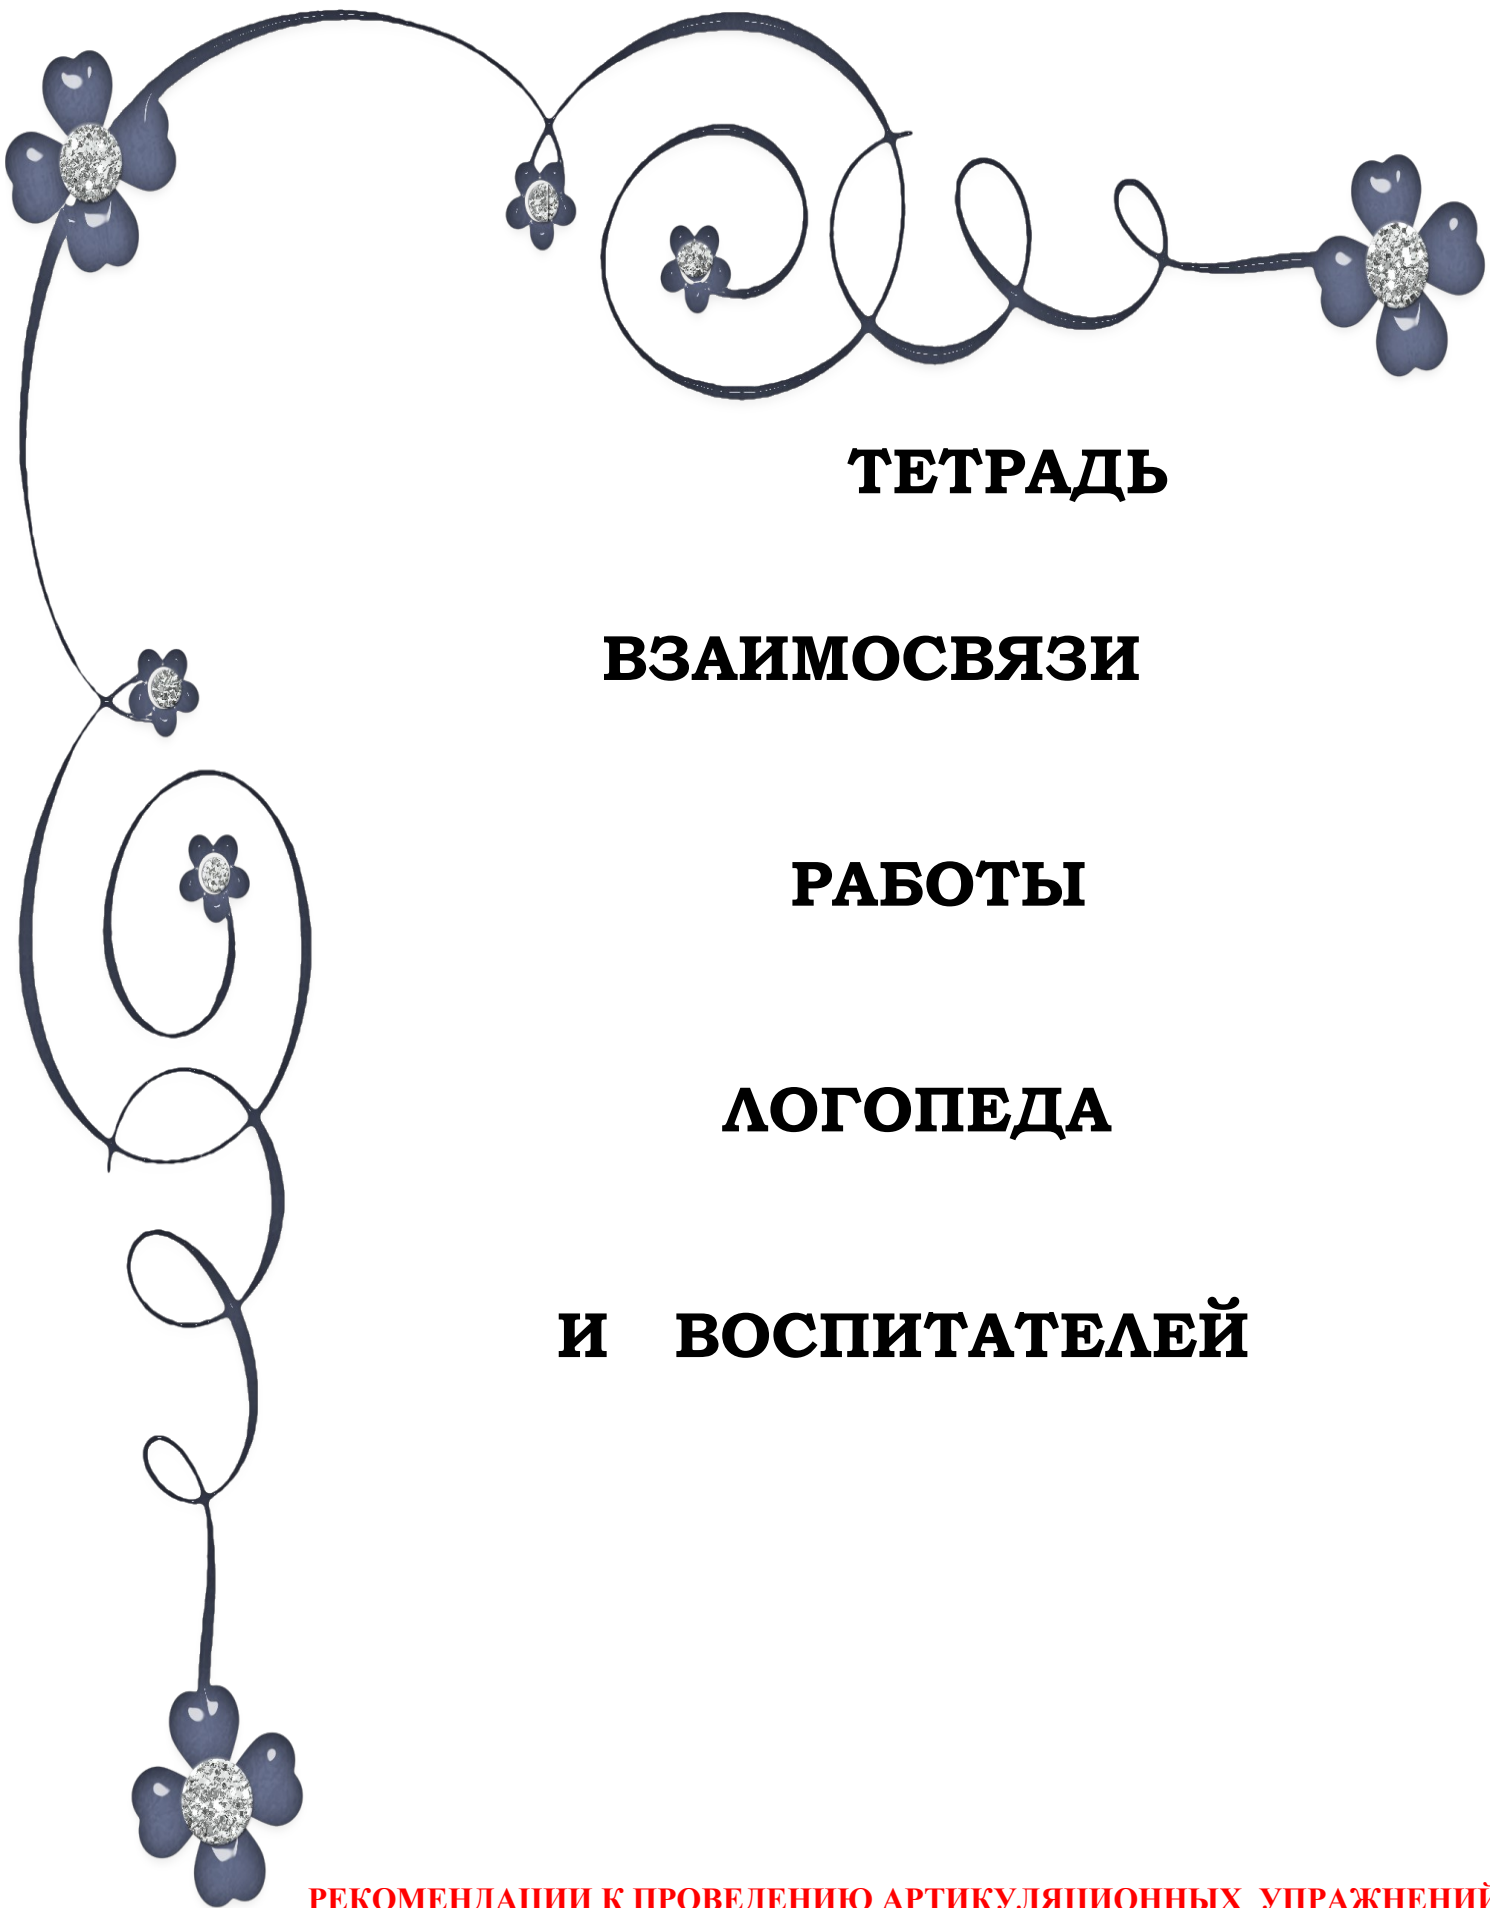 ТЕТРАДЬ
ВЗАИМОСВЯЗИ
РАБОТЫ
ЛОГОПЕДА
И ВОСПИТАТЕЛЕЙ
РЕКОМЕНДАЦИИ К ПРОВЕДЕНИЮ АРТИКУЛЯЦИОННЫХ УПРАЖНЕНИЙ